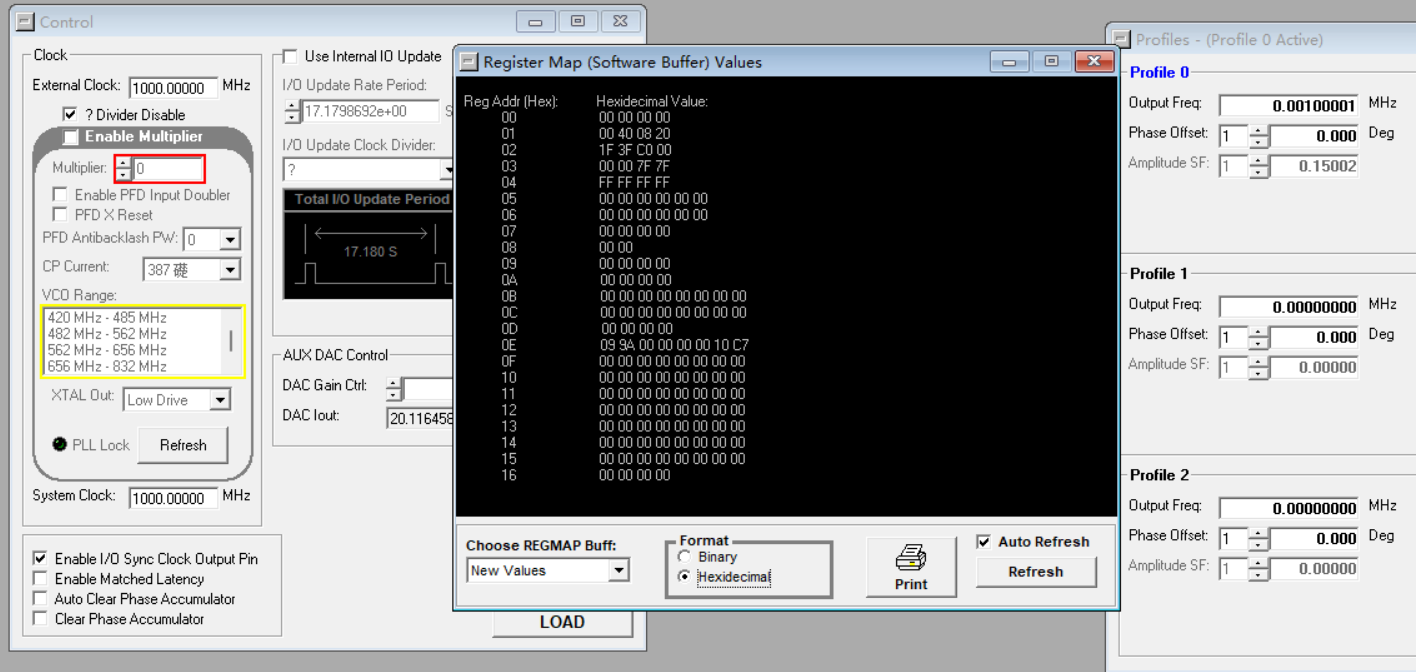 Control
Clock
External Clock: 1000.00000 MHz
? Divider Disable
Enable Multiplier
Multiplier: 0
Enable PFD Input Doubler
PFD X Reset
PFD Antibacklash PW: 0
CP Current: 387 礎
VCO Range:
420 MHz - 485 MHz
482 MHz - 562 MHz
562 MHz - 656 MHz
656 MHz - 832 MHz
XTAL Out: Low Drive
PLL Lock Refresh
System Clock: 1000.00000 MHz
Enable I/O Sync Clock Output Pin
Enable Matched Latency
Auto Clear Phase Accumulator
Clear Phase Accumulator
Use Internal IO Update
I/O Update Rate Period:
17.1798692e+00 S
I/O Update Clock Divider:
?
Total I/O Update Period
17.180 S
AUX DAC Control
DAC Gain Ctrl:
DAC Iout: 20.116458
LOAD
Register Map (Software Buffer) Values
Reg Addr (Hex): Hexidecimal Value:
00 00 00 00 00
01 00 40 08 20
02 1F 3F C0 00
03 00 00 7F 7F
04 FF FF FF FF
05 00 00 00 00 00 00
06 00 00 00 00 00 00
07 00 00 00 00
08 00 00
09 00 00 00 00
0A 00 00 00 00
0B 00 00 00 00 00 00 00 00
0C 00 00 00 00 00 00 00 00
0D 00 00 00 00
0E 09 9A 00 00 00 00 10 C7
0F 00 00 00 00 00 00 00 00
10 00 00 00 00 00 00 00 00
11 00 00 00 00 00 00 00 00
12 00 00 00 00 00 00 00 00
13 00 00 00 00 00 00 00 00
14 00 00 00 00 00 00 00 00
15 00 00 00 00 00 00 00 00
16 00 00 00 00
Choose REGMAP Buff:
New Values
Format
Binary
Hexidecimal
Print
Auto Refresh
Refresh
Profiles - (Profile 0 Active)
Profile 0
Output Freq: 0.00100001 MHz
Phase Offset: 1 0.000 Deg
Amplitude SF: 1 0.15002
Profile 1
Output Freq: 0.00000000 MHz
Phase Offset: 1 0.000 Deg
Amplitude SF: 1 0.00000
Profile 2
Output Freq: 0.00000000 MHz
Phase Offset: 1 0.000 Deg
Amplitude SF: 1 0.00000